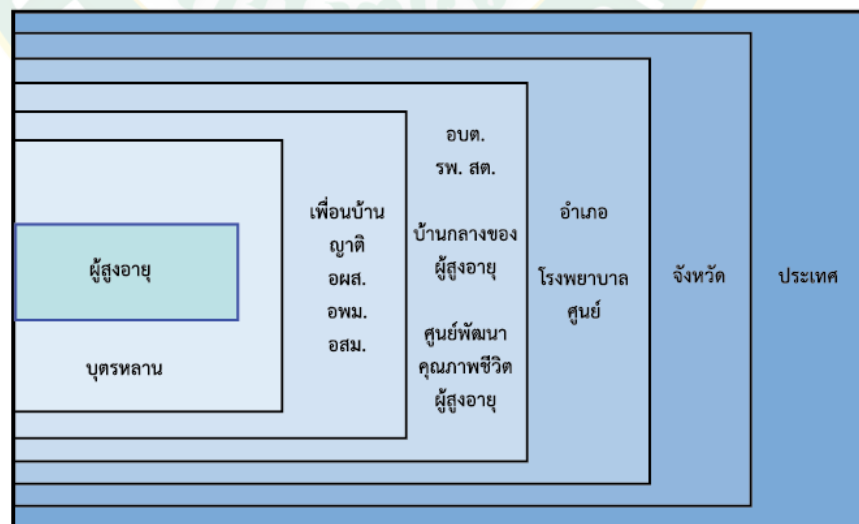 ผู้สูงอายุ
บุตรหลาน
เพื่อนบ้าน
ญาติ
อผส.
อพม.
อสม.
อบต.
รพ. สต.
บ้านกลางของ
ผู้สูงอายุ
ศูนย์พัฒนา
คุณภาพชีวิต
ผู้สูงอายุ
อำเภอ
โรงพยาบาล
ศูนย์
จังหวัด
ประเทศ